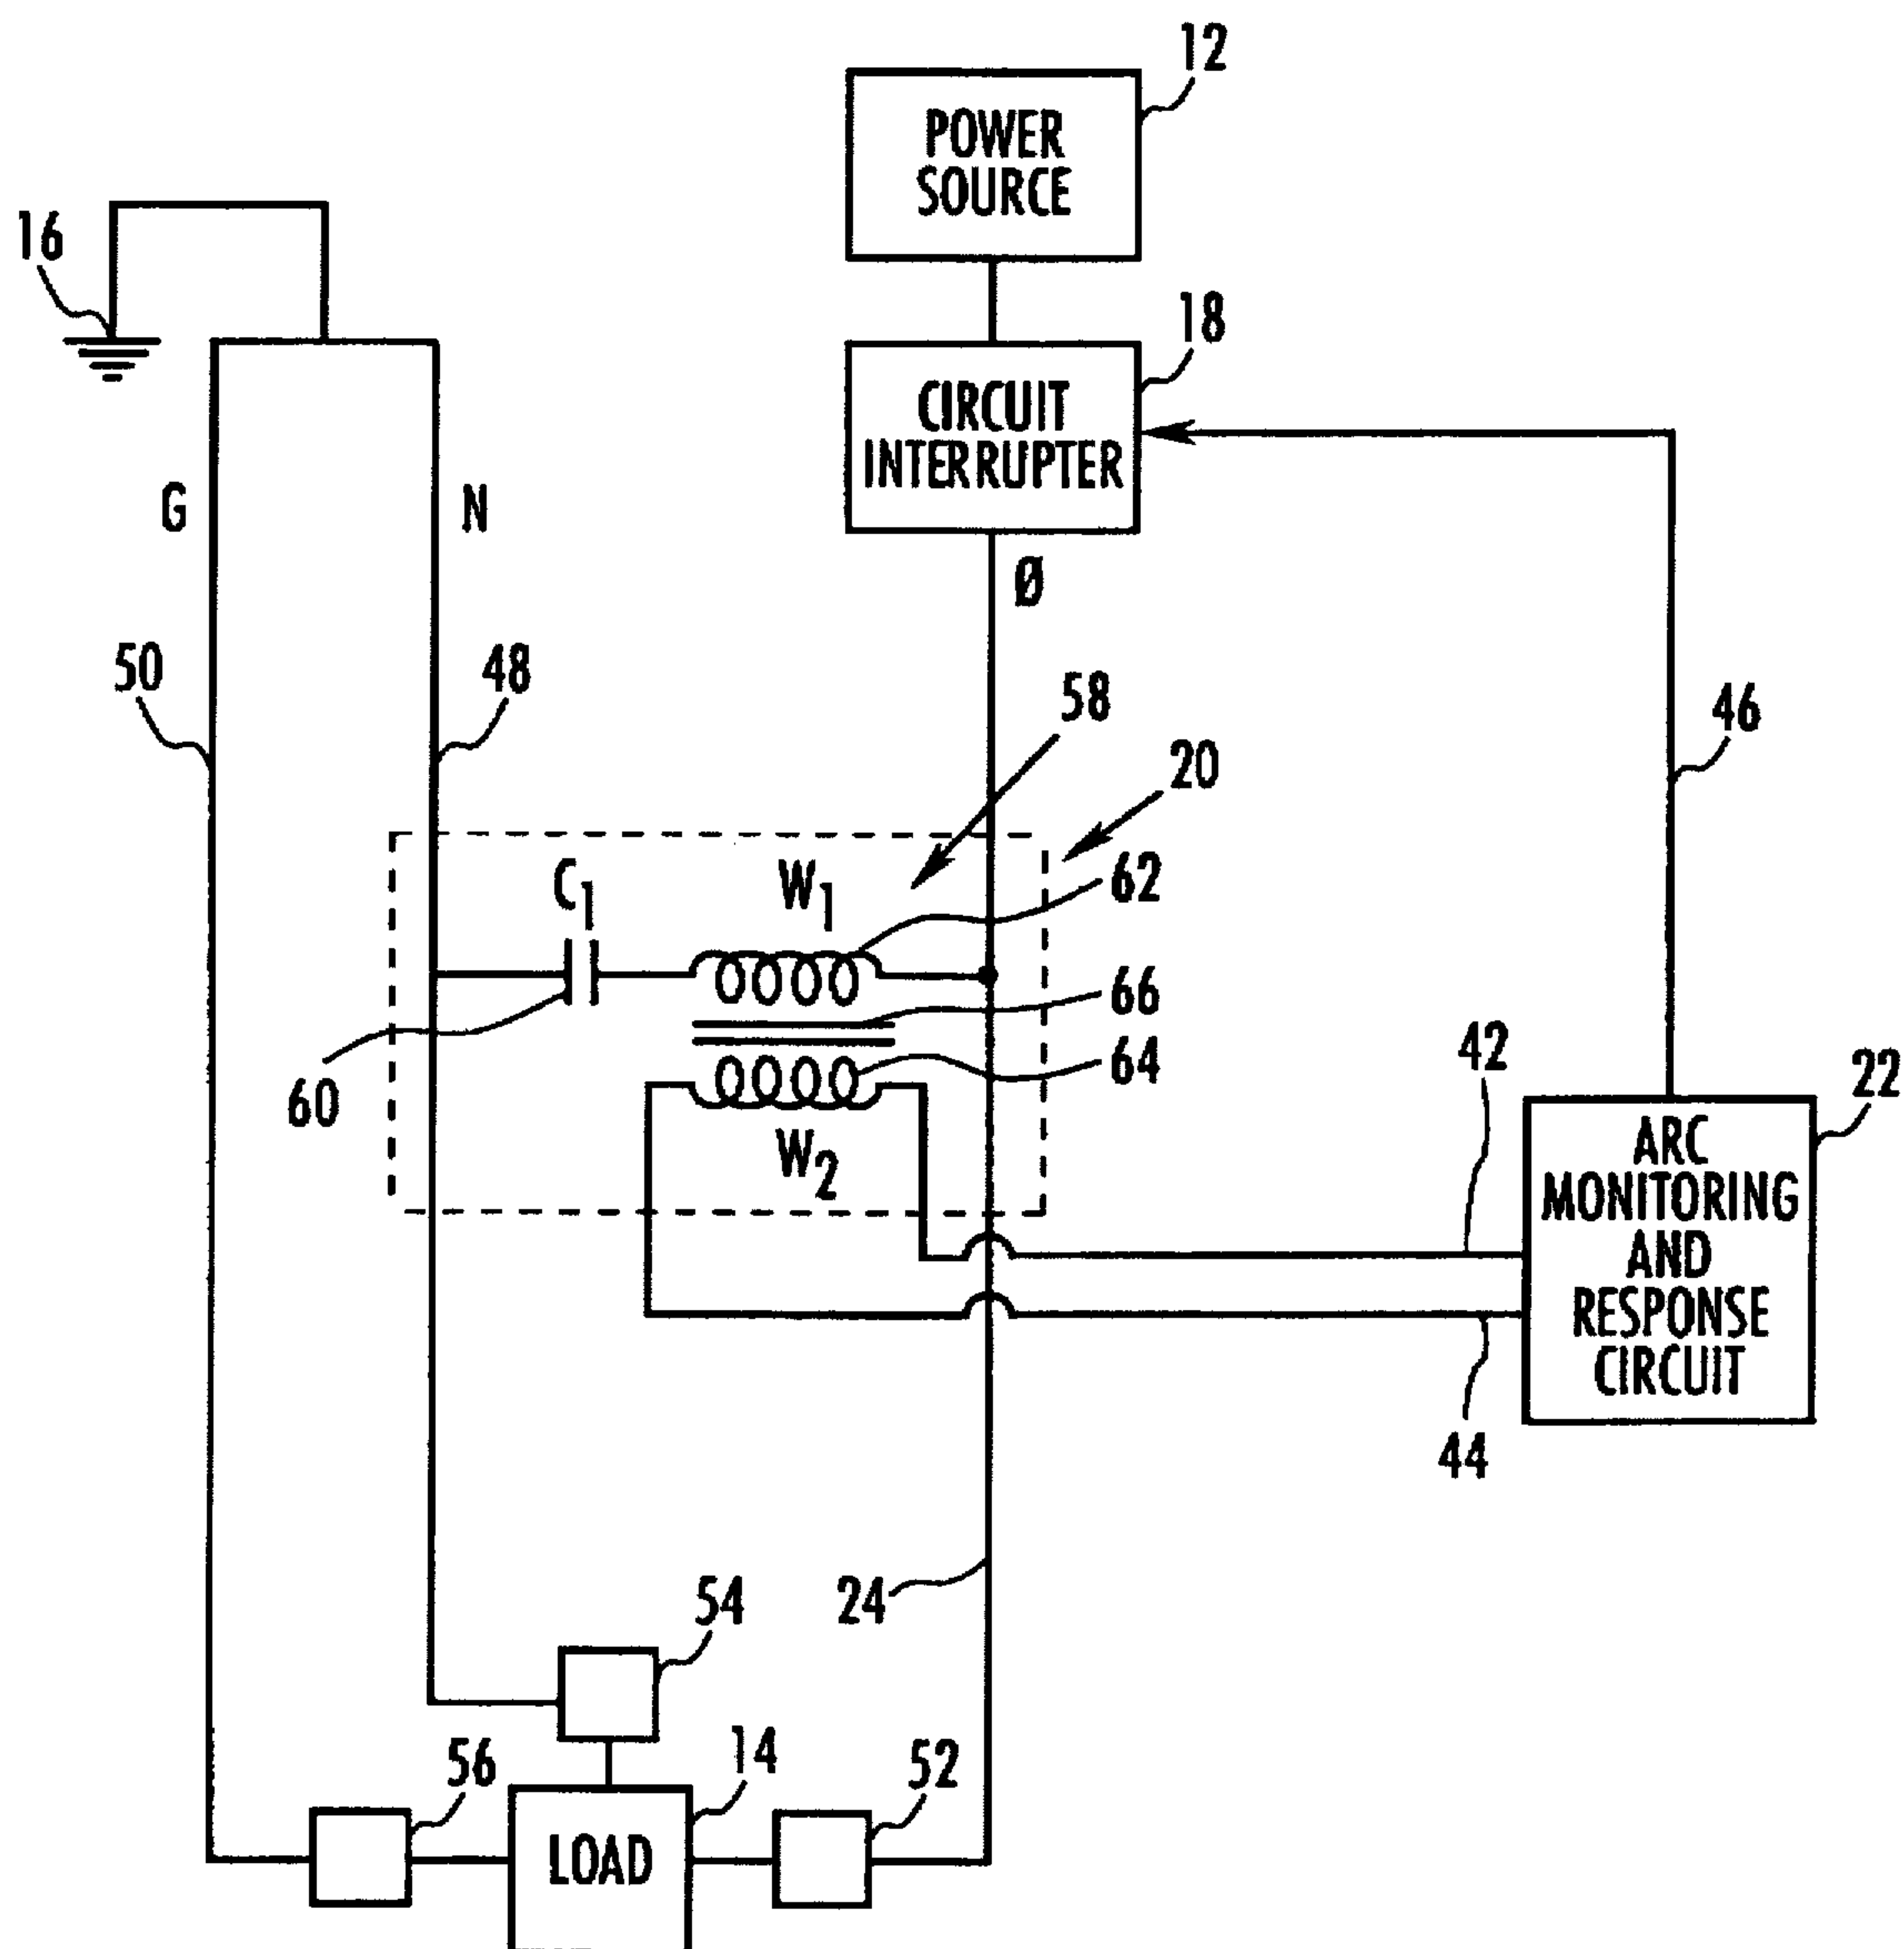 12
POWER
SOURCE
16
18
CIRCUIT
INTERRUPTER
G
N
Ø
50
48
58
46
20
C1
W1
62
66
60
64
42
22
W2
ARC
MONITORING
AND
RESPONSE
CIRCUIT
44
24
54
56
14
52
LOAD